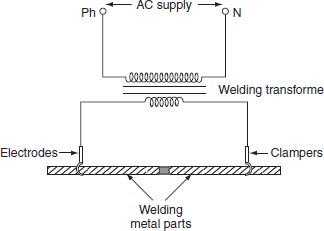 AC supply
Ph
N
Welding transforme
Electrodes
Clampers
Welding
metal parts